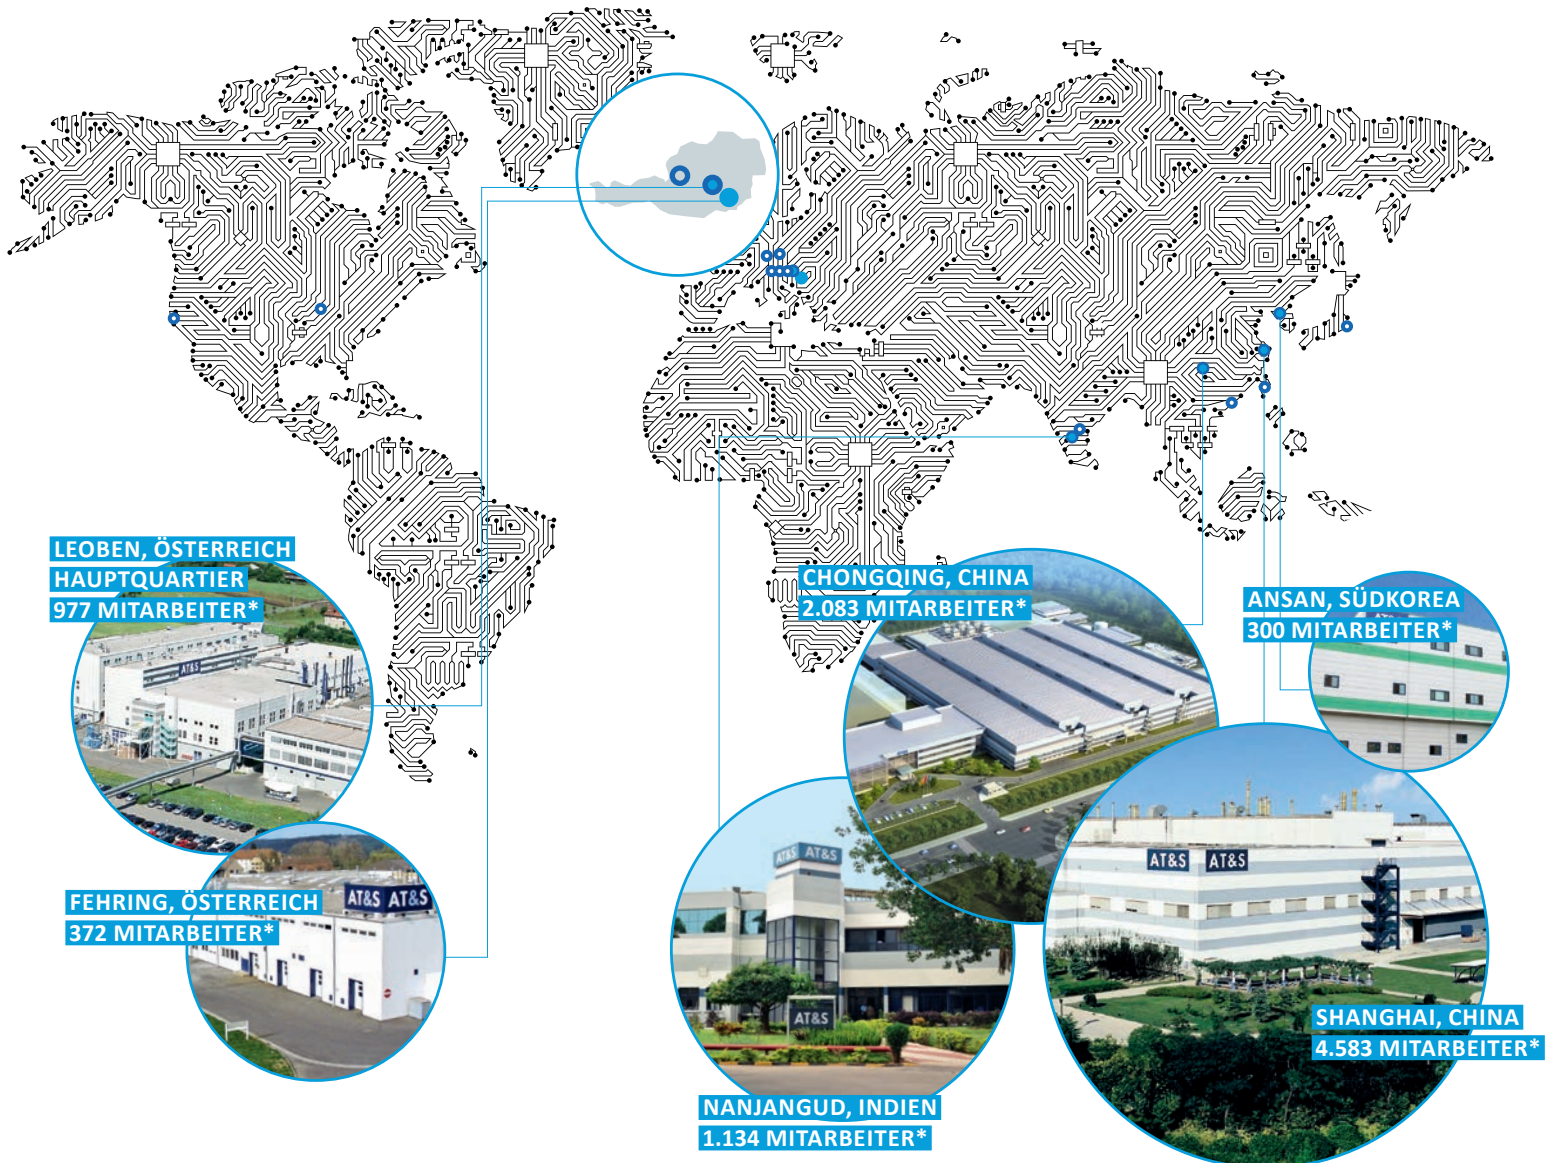 LEOBEN, ÖSTERREICH
HAUPTQUARTIER
977 MITARBEITER*
AT&S
FEHRING, ÖSTERREICH
372 MITARBEITER*
AT&S AT&S
CHONGQING, CHINA
2.083 MITARBEITER*
ANSAN, SÜDKOREA
300 MITARBEITER*
AT&S AT&S
AT&S
NANJANGUD, INDIEN
1.134 MITARBEITER*
AT&S AT&S
SHANGHAI, CHINA
4.583 MITARBEITER*